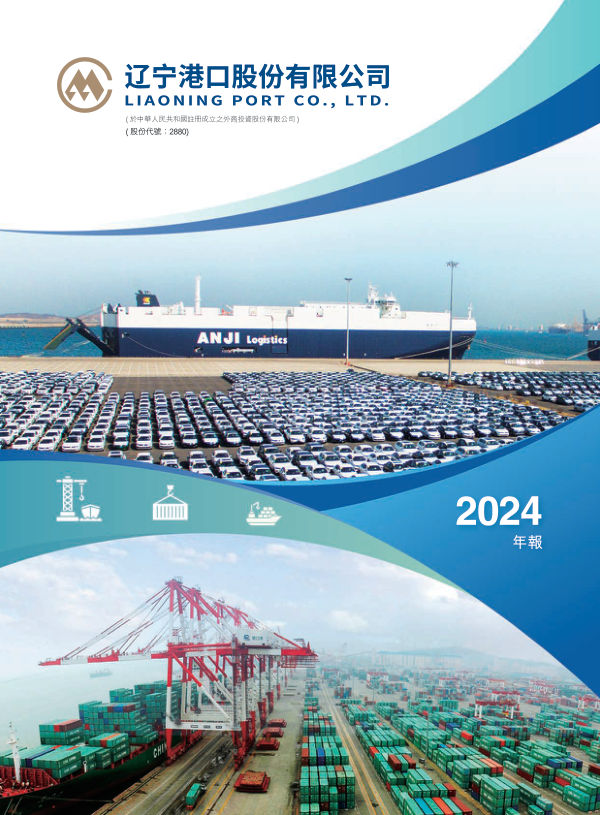 辽宁港口股份有限公司
LIAONING PORT CO., LTD.
(於中華人民共和國註冊成立之外商投資股份有限公司)
(股份代號：2880)
ANJI Logistics
2024
年報
CHIN